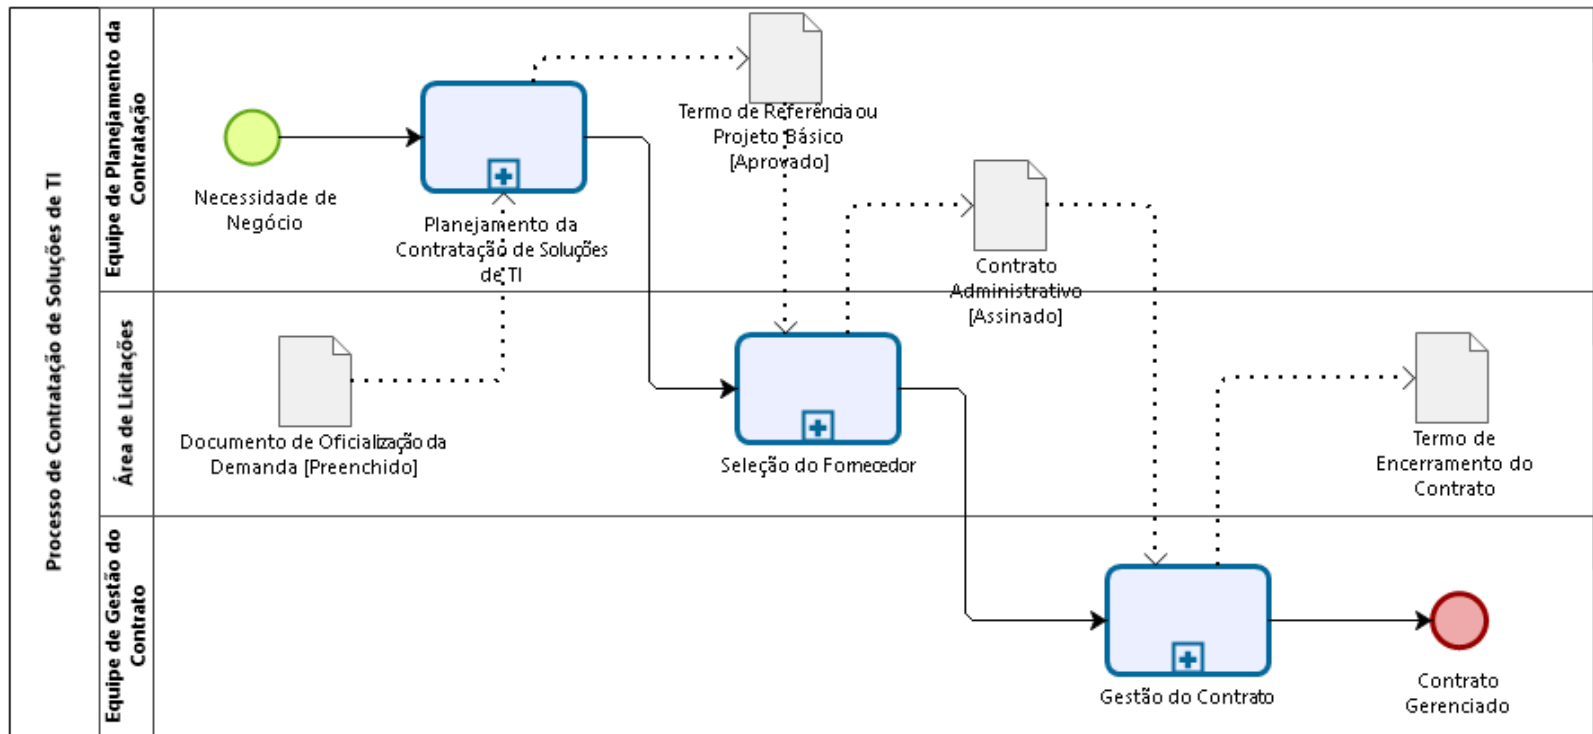 Processo de Contratação de Soluções de TI
Equipe de Planejamento da
Contratação
Necessidade de
Negócio
Planejamento da
Contratação de Soluções
de TI
Termo de Referência ou
Projeto Básico
[Aprovado]
Contrato
Administrativo
[Assinado]
Área de Licitações
Documento de Oficialização da
Demanda [Preenchido]
Seleção do Fornecedor
Termo de
Encerramento do
Contrato
Equipe de Gestão do
Contrato
Gestão do Contrato
Contrato
Gerenciado